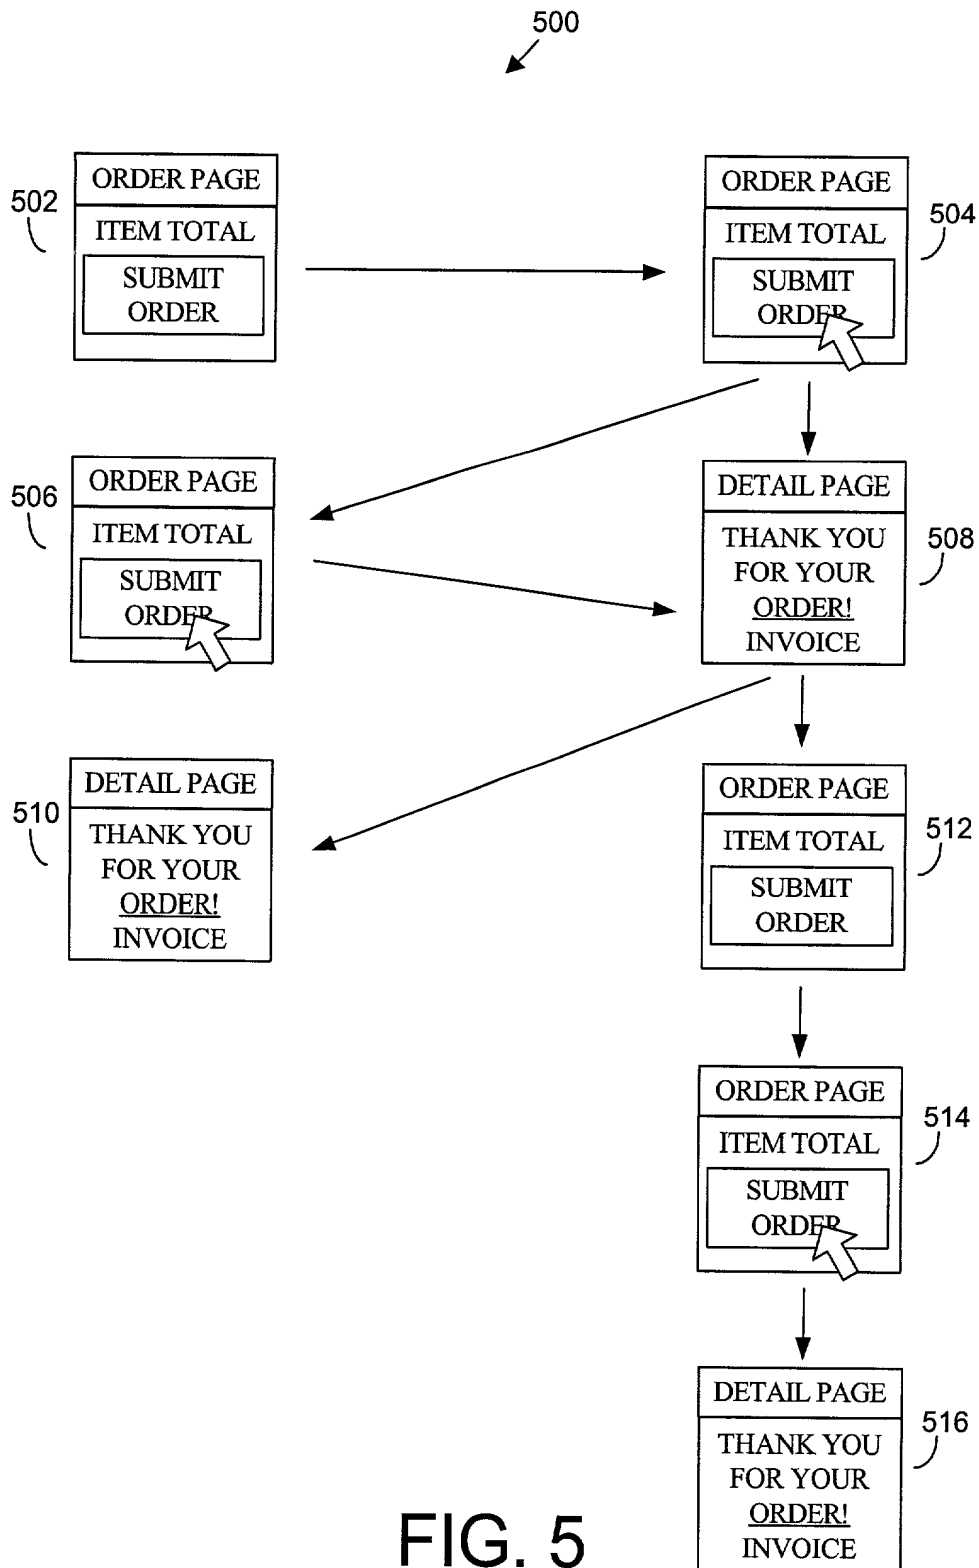 500
502
ORDER PAGE
ITEM TOTAL
SUBMIT
ORDER
ORDER PAGE
ITEM TOTAL
SUBMIT
ORDER
504
506
ORDER PAGE
ITEM TOTAL
SUBMIT
ORDER
DETAIL PAGE
THANK YOU
FOR YOUR
ORDER!
INVOICE
508
510
DETAIL PAGE
THANK YOU
FOR YOUR
ORDER!
INVOICE
ORDER PAGE
ITEM TOTAL
SUBMIT
ORDER
512
ORDER PAGE
ITEM TOTAL
SUBMIT
ORDER
514
DETAIL PAGE
THANK YOU
FOR YOUR
ORDER!
INVOICE
516
FIG. 5